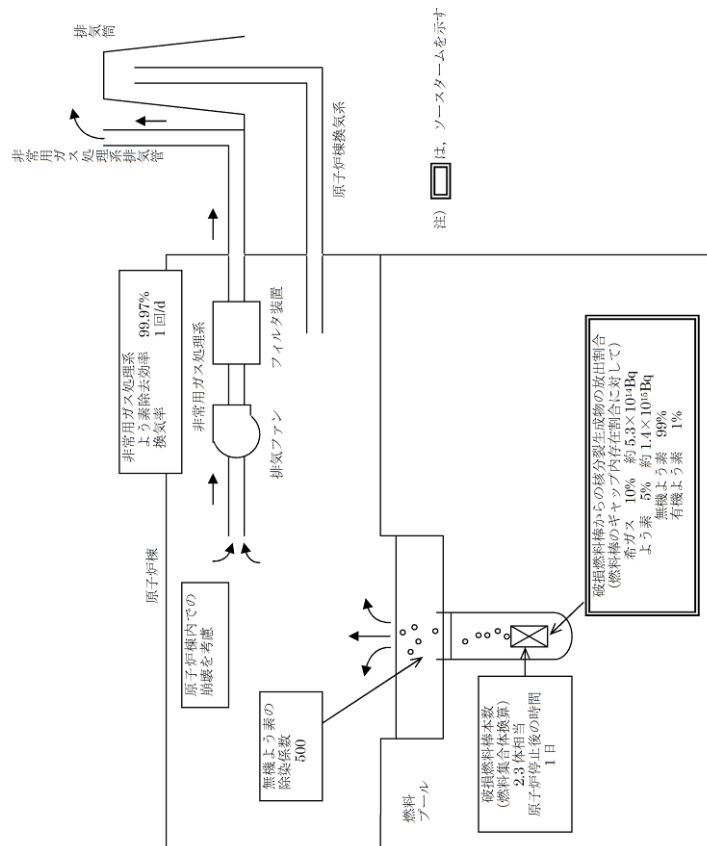 原子炉棟
非常用ガス処理系
よう素除去効率 99.97%
換気率 1回/d
非常用ガス
処理系排気管
排気筒
原子炉棟内での
崩壊を考慮
非常用ガス処理系
排気ファン
フィルタ装置
原子炉棟換気系
無機よう素の
除染係数
500
燃料
プール
破損燃料棒本数
(燃料集合体換算)
2.3体相当
原子炉停止後の時間
1日
破損燃料棒からの核分裂生成物の放出割合
(燃料棒のギャップ内存在割合に対して)
希ガス 10% 約5.3×10¹⁴Bq
よう素 5% 約1.4×10¹⁵Bq
無機よう素 99%
有機よう素 1%
注) は，ソースタームを示す